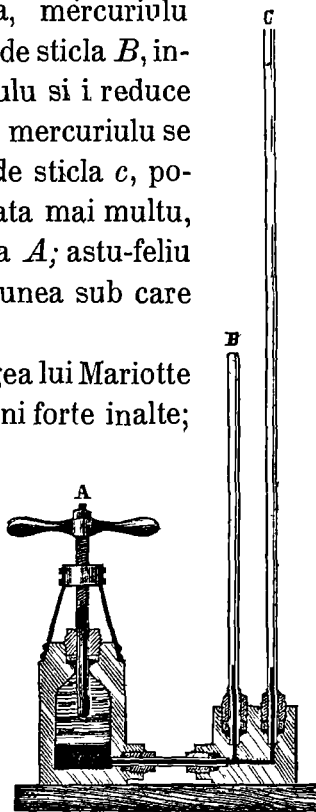 a, mercuriulu
de sticla B, in-
ulu si i reduce
mercuriulu se
de sticla c, po-
ata mai multu,
a A; astu-feliu
unea sub care
gea lui Mariotte
ni forte inalte;
C
B
A